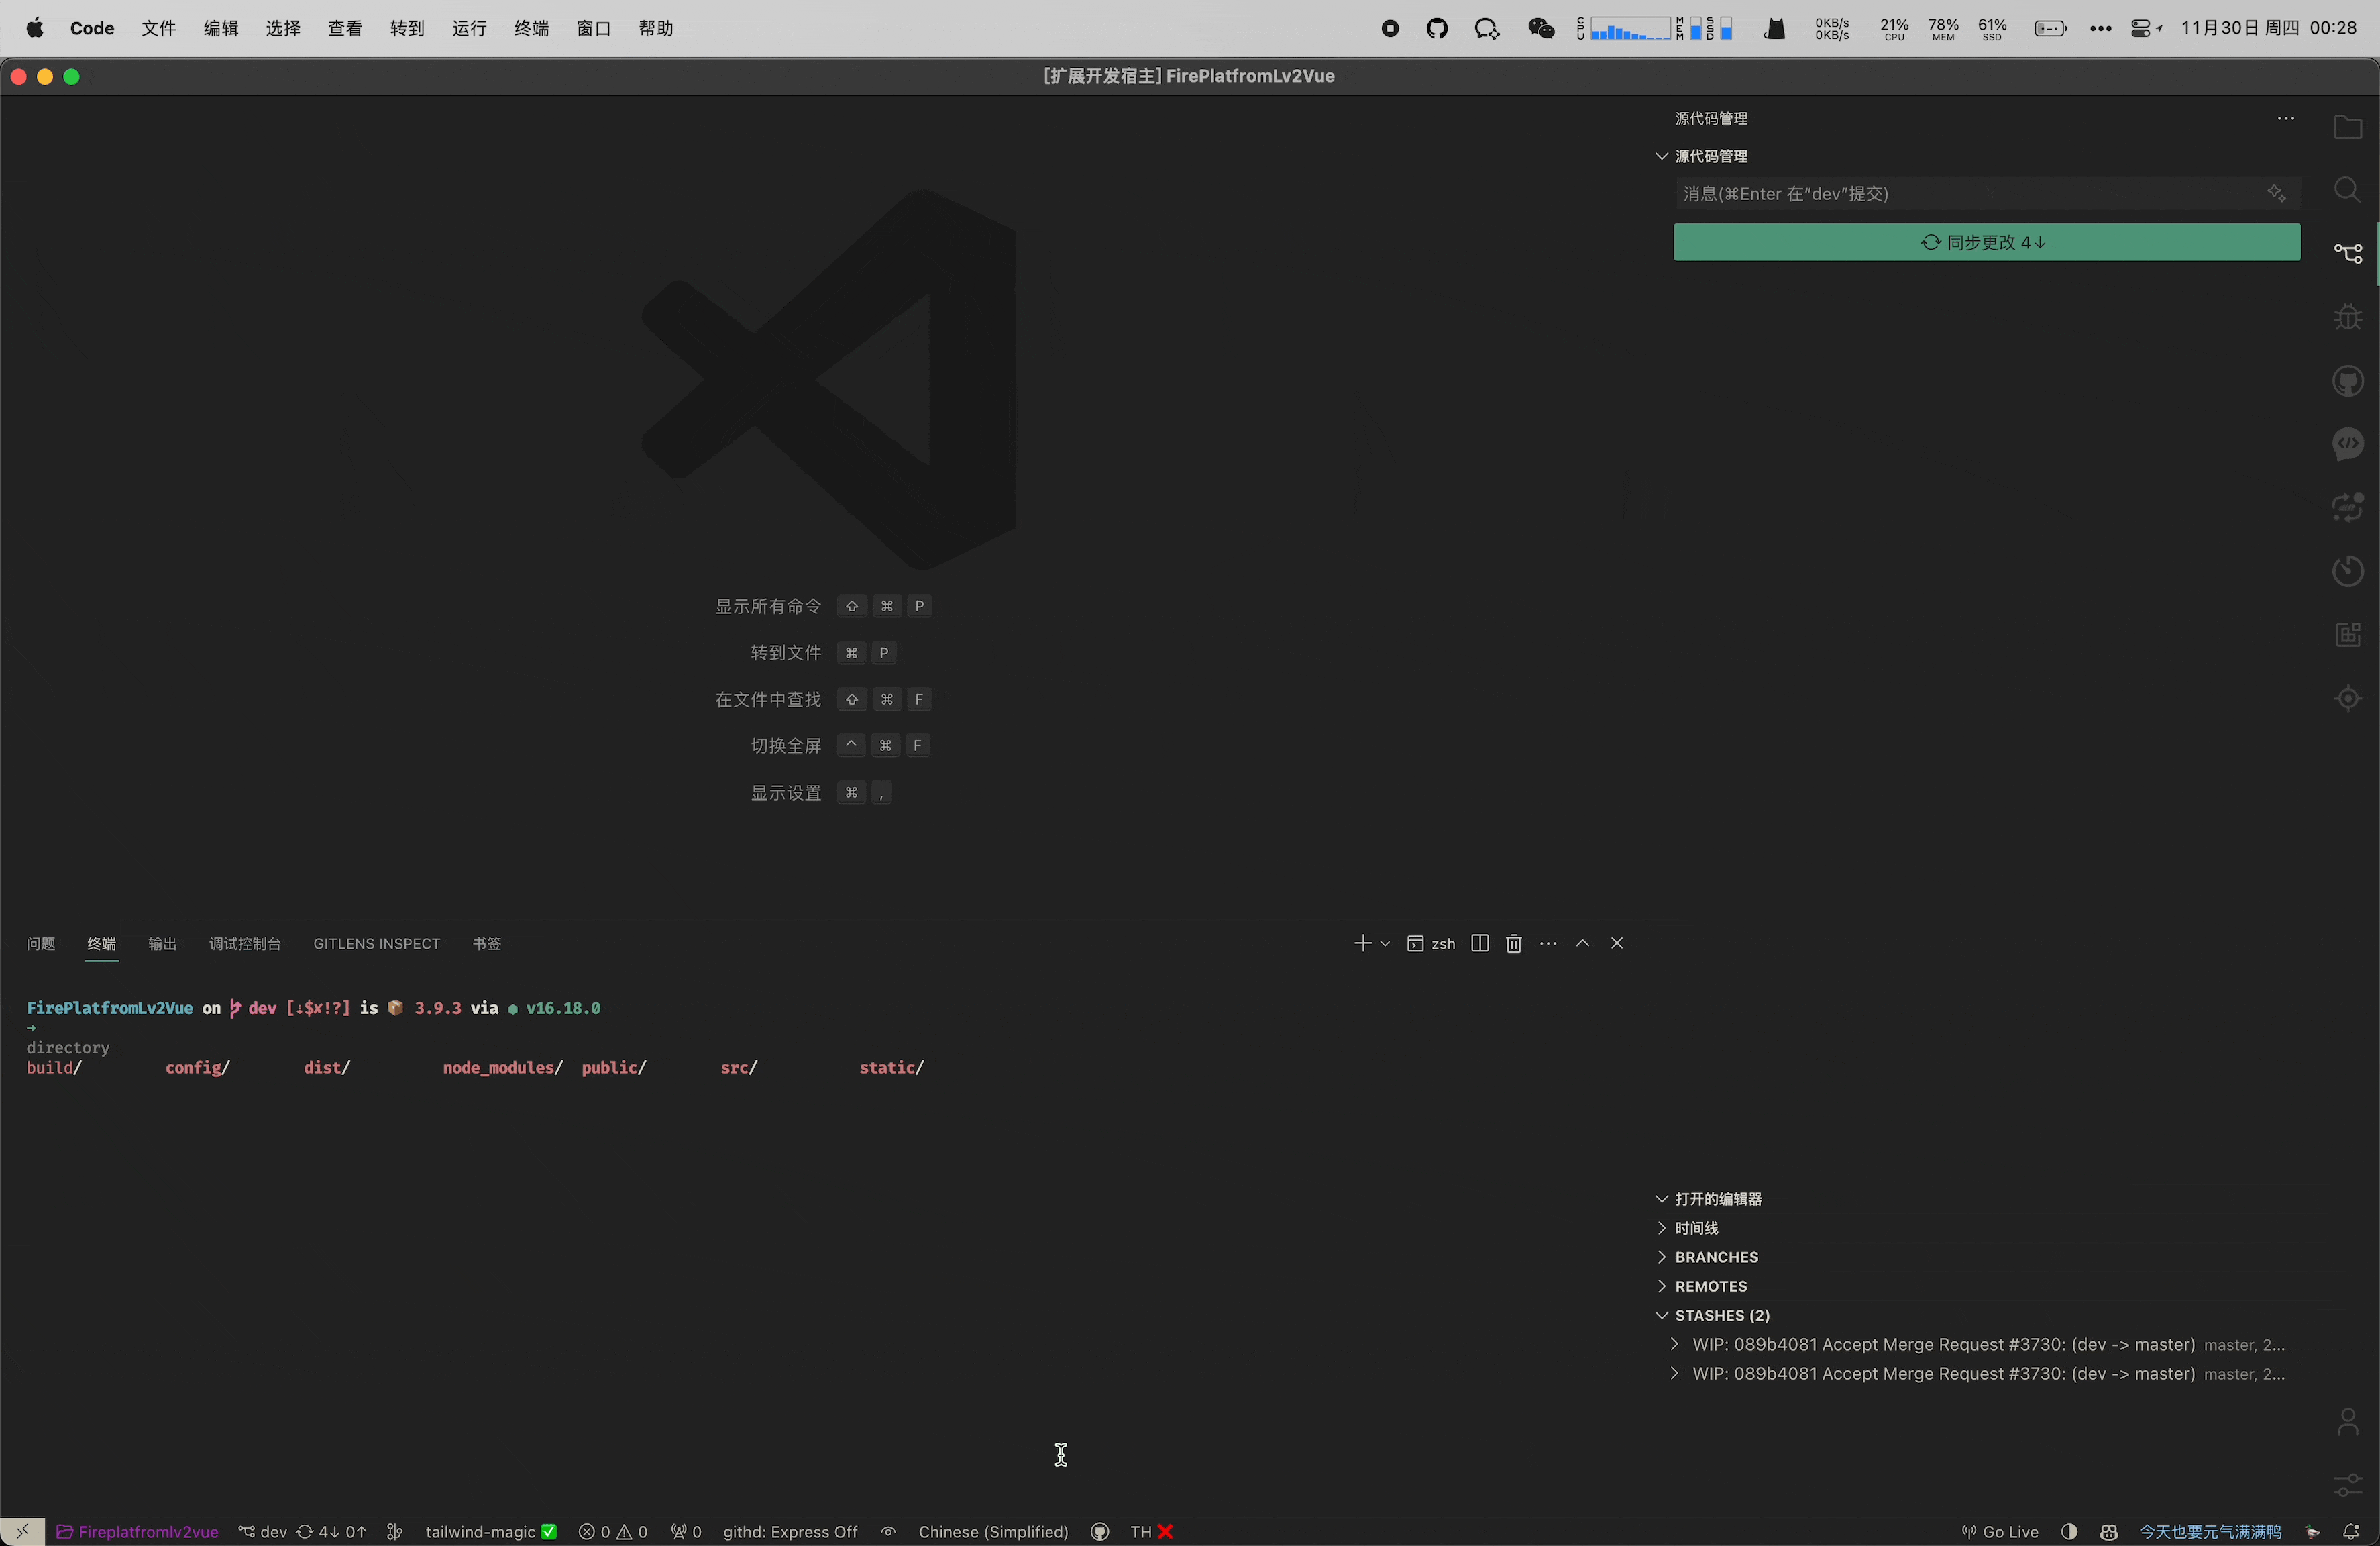 Code 文件 编辑 选择 查看 转到 运行 终端 窗口 帮助
CPU MEM SSD 0KB/s 0KB/s 21% CPU 78% MEM 61% SSD 11月30日 周四 00:28
[扩展开发宿主] FirePlatfromLv2Vue
源代码管理
源代码管理
消息(⌘Enter 在“dev”提交)
同步更改 4↓
显示所有命令 ⇧ ⌘ P
转到文件 ⌘ P
在文件中查找 ⇧ ⌘ F
切换全屏 ^ ⌘ F
显示设置 ⌘ ,
问题 终端 输出 调试控制台 GITLENS INSPECT 书签
zsh
FirePlatfromLv2Vue on dev [⇣$✘!?] is 📦 3.9.3 via v16.18.0
➜
directory
build/ config/ dist/ node_modules/ public/ src/ static/
打开的编辑器
时间线
BRANCHES
REMOTES
STASHES (2)
WIP: 089b4081 Accept Merge Request #3730: (dev -> master) master, 2...
WIP: 089b4081 Accept Merge Request #3730: (dev -> master) master, 2...
Fireplatfromlv2vue dev 4↓ 0↑ tailwind-magic ✅ 0 0 0 githd: Express Off Chinese (Simplified) TH ❌
Go Live 今天也要元气满满鸭